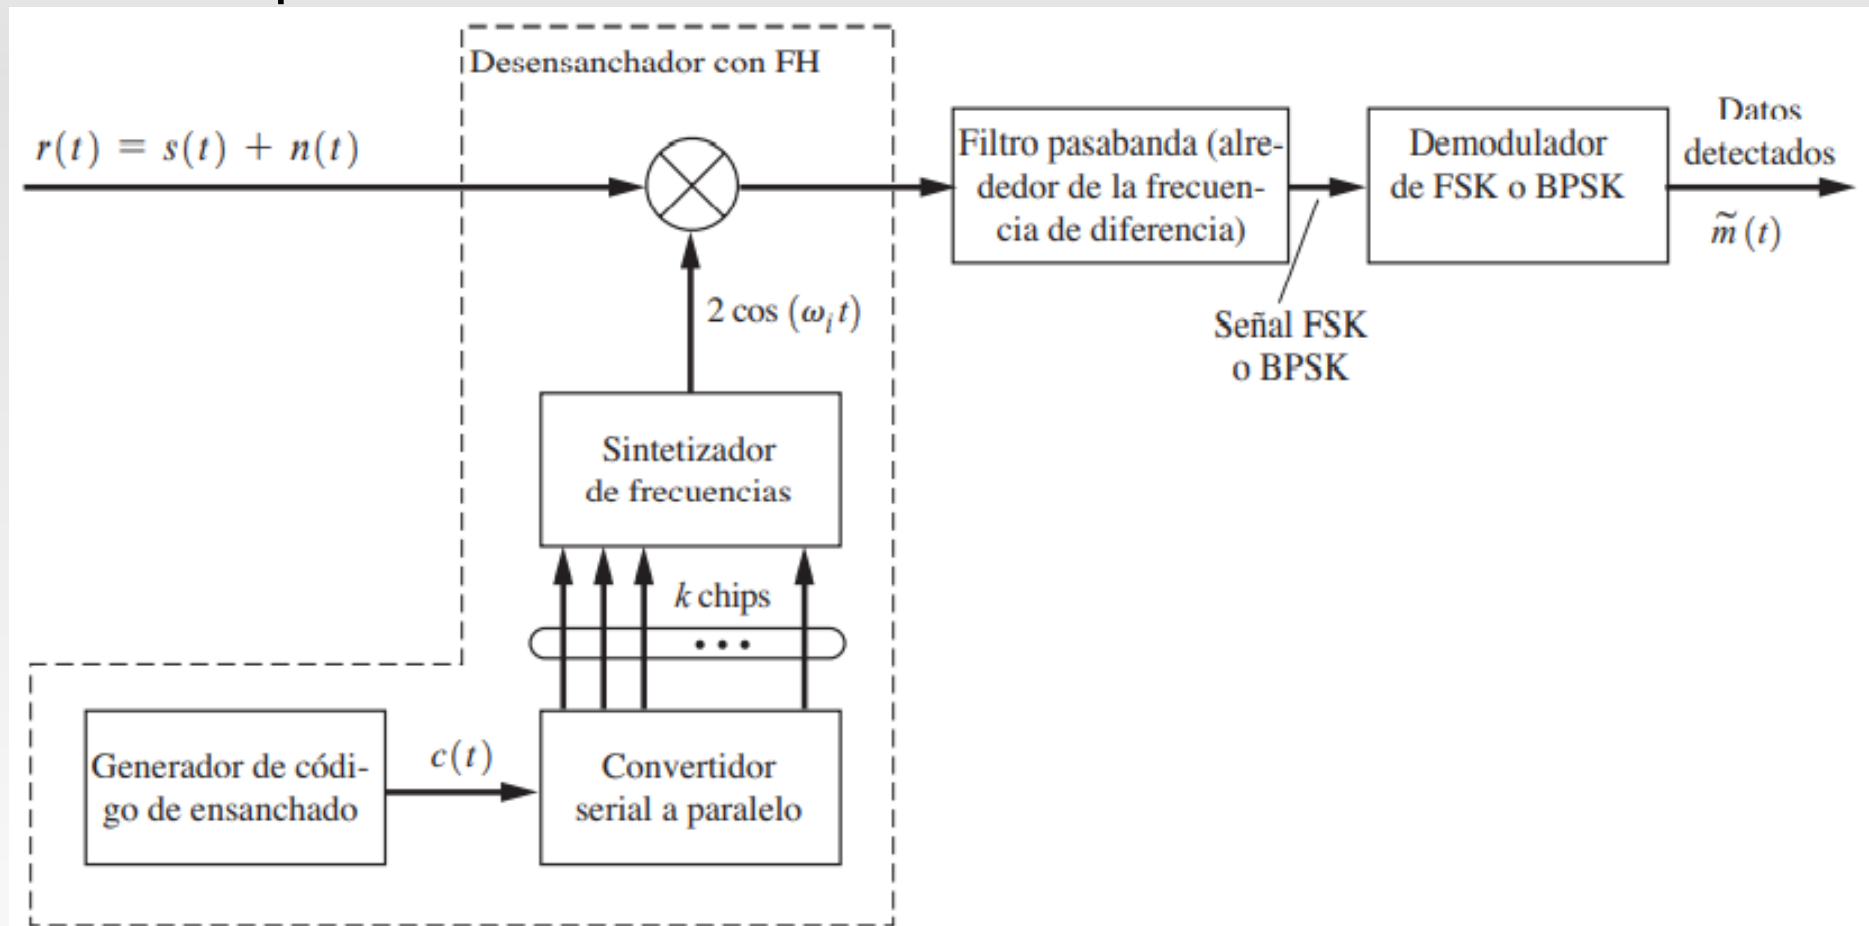 Desensanchador con FH
r(t) = s(t) + n(t)
Filtro pasabanda (alre-
dedor de la frecuen-
cia de diferencia)
Demodulador
de FSK o BPSK
Datos
detectados
m̃(t)
2 cos (ωᵢt)
Señal FSK
o BPSK
Sintetizador
de frecuencias
k chips
...
Generador de códi-
go de ensanchado
c(t)
Convertidor
serial a paralelo